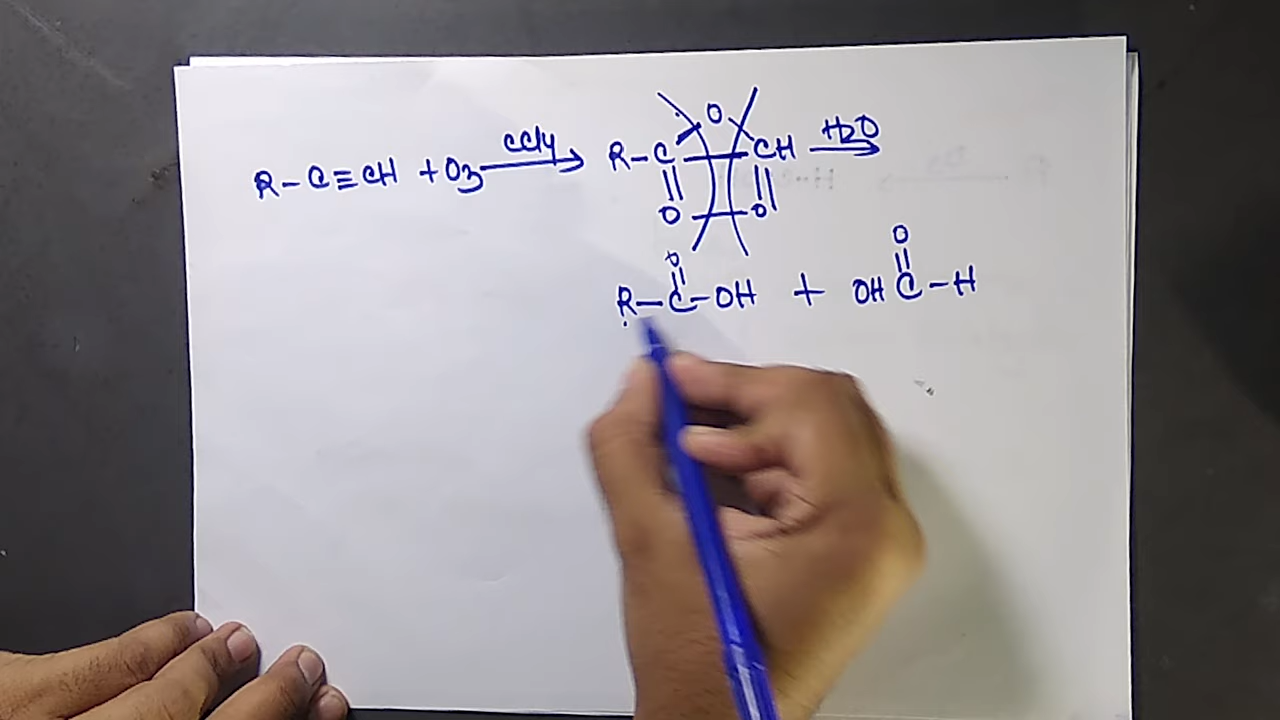 R-C≡CH + O3 CCl4 R-C O CH H2O
O O
O O
R-C-OH + OH C-H